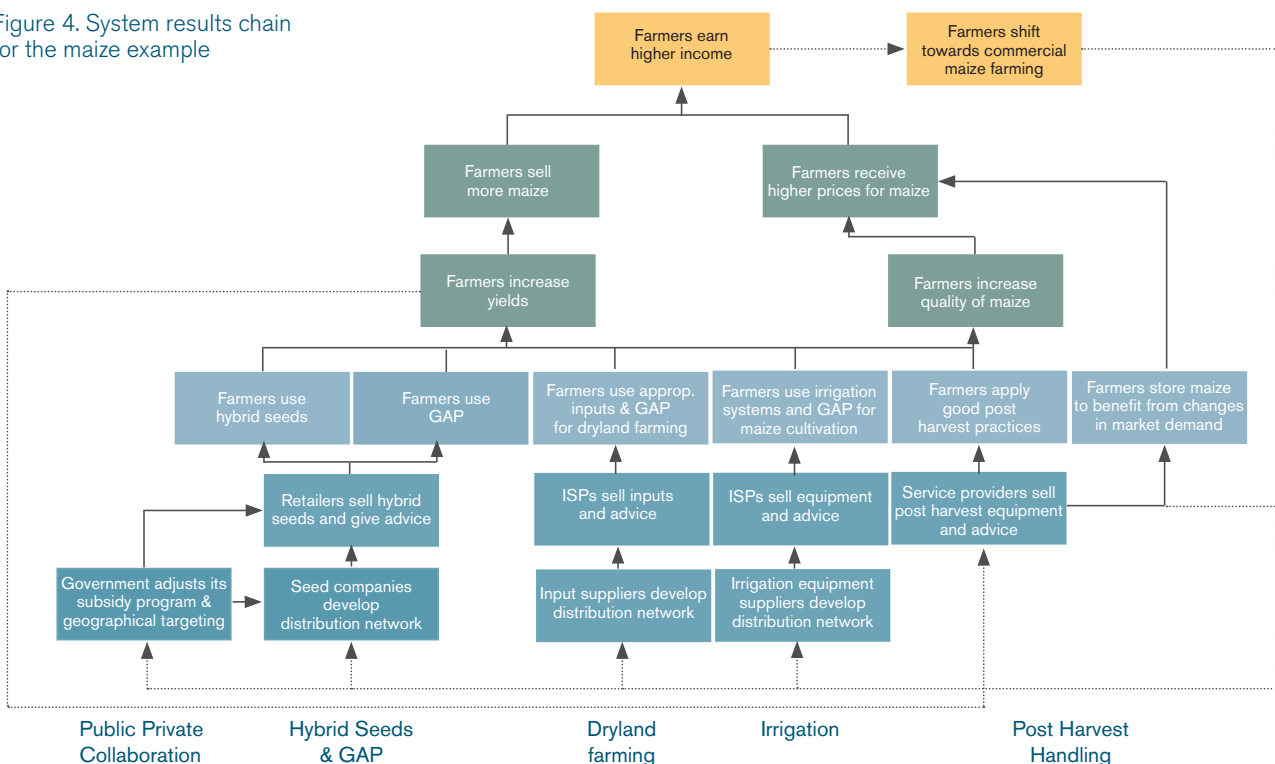 Figure 4. System results chain
for the maize example
Farmers earn
higher income
Farmers shift
towards commercial
maize farming
Farmers sell
more maize
Farmers receive
higher prices for maize
Farmers increase
yields
Farmers increase
quality of maize
Farmers use
hybrid seeds
Farmers use
GAP
Farmers use approp.
inputs & GAP
for dryland farming
Farmers use irrigation
systems and GAP for
maize cultivation
Farmers apply
good post
harvest practices
Farmers store maize
to benefit from changes
in market demand
Retailers sell hybrid
seeds and give advice
ISPs sell inputs
and advice
ISPs sell equipment
and advice
Service providers sell
post harvest equipment
and advice
Government adjusts its
subsidy program &
geographical targeting
Seed companies
develop
distribution network
Input suppliers develop
distribution network
Irrigation equipment
suppliers develop
distribution network
Public Private
Collaboration
Hybrid Seeds
& GAP
Dryland
farming
Irrigation
Post Harvest
Handling